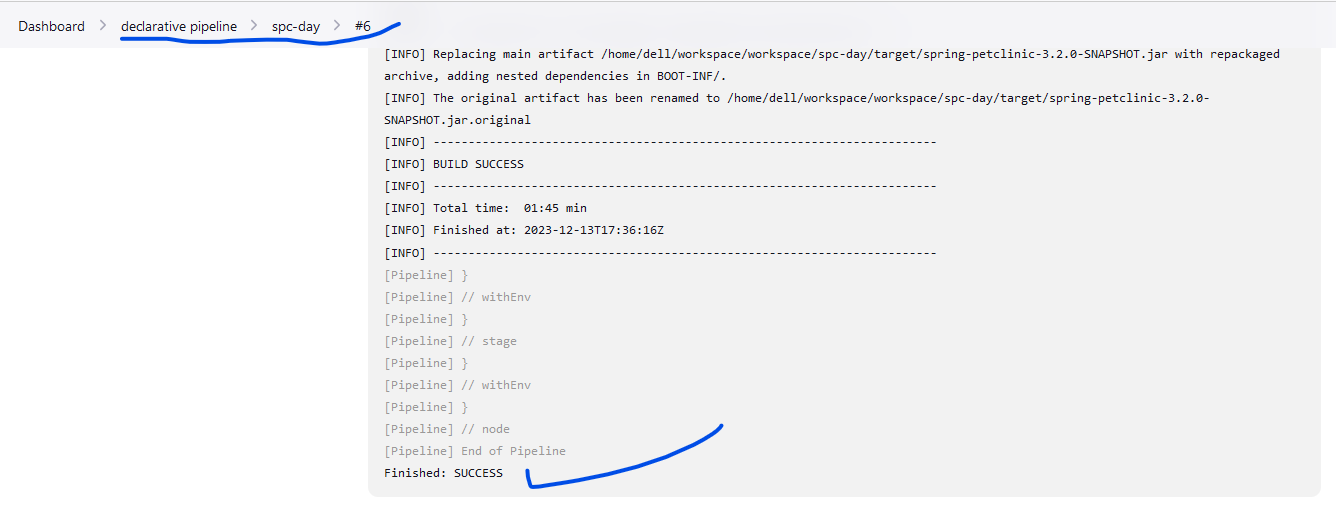 Dashboard > declarative pipeline > spc-day > #6
[INFO] Replacing main artifact /home/dell/workspace/workspace/spc-day/target/spring-petclinic-3.2.0-SNAPSHOT.jar with repackaged
archive, adding nested dependencies in BOOT-INF/.
[INFO] The original artifact has been renamed to /home/dell/workspace/workspace/spc-day/target/spring-petclinic-3.2.0-
SNAPSHOT.jar.original
[INFO] ------------------------------------------------------------------------
[INFO] BUILD SUCCESS
[INFO] ------------------------------------------------------------------------
[INFO] Total time:  01:45 min
[INFO] Finished at: 2023-12-13T17:36:16Z
[INFO] ------------------------------------------------------------------------
[Pipeline] }
[Pipeline] // withEnv
[Pipeline] }
[Pipeline] // stage
[Pipeline] }
[Pipeline] // withEnv
[Pipeline] }
[Pipeline] // node
[Pipeline] End of Pipeline
Finished: SUCCESS